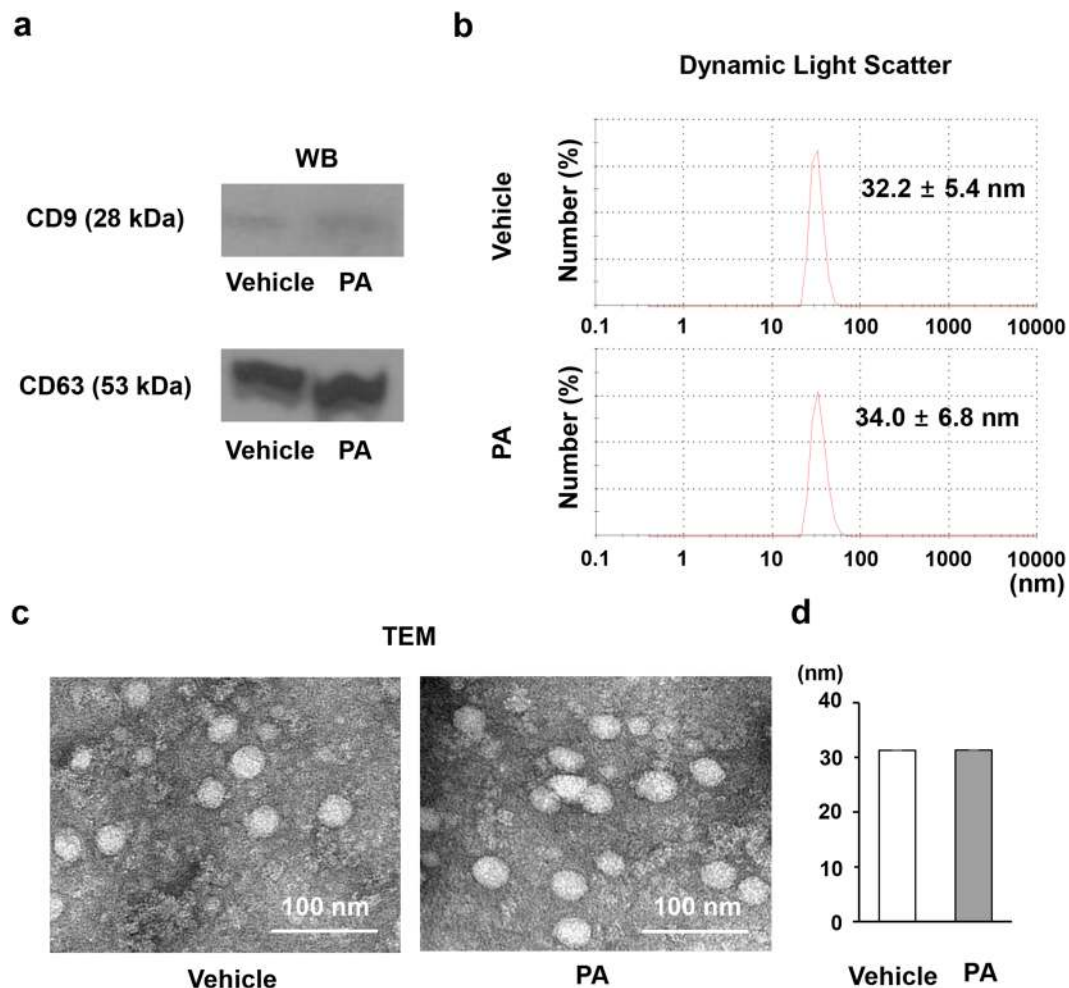 a
WB
CD9 (28 kDa)
Vehicle PA
CD63 (53 kDa)
Vehicle PA
b
Dynamic Light Scatter
Vehicle
Number (%)
32.2 ± 5.4 nm
0.1 1 10 100 1000 10000
PA
Number (%)
34.0 ± 6.8 nm
0.1 1 10 100 1000 10000
(nm)
c
TEM
100 nm
Vehicle
100 nm
PA
d
(nm)
40
30
20
10
0
Vehicle PA